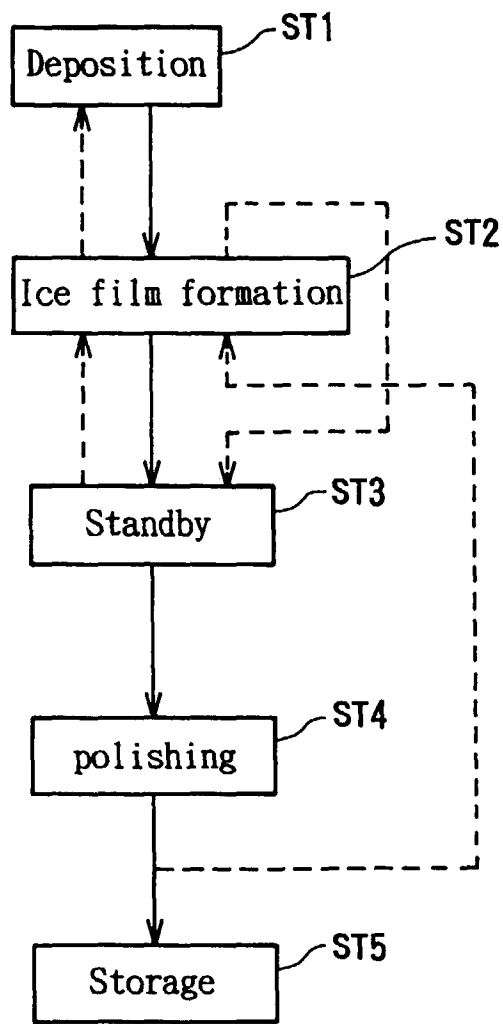 ST1
Deposition
ST2
Ice film formation
ST3
Standby
ST4
polishing
ST5
Storage